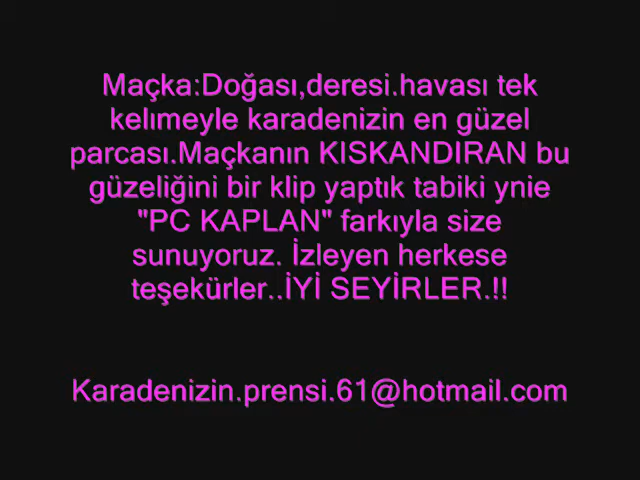 Maçka:Doğası,deresi.havası tek
kelımeyle karadenizin en güzel
parcası.Maçkanın KISKANDIRAN bu
güzeliğini bir klip yaptık tabiki ynie
"PC KAPLAN" farkıyla size
sunuyoruz. İzleyen herkese
teşekürler..İYİ SEYİRLER.!!
Karadenizin.prensi.61@hotmail.com